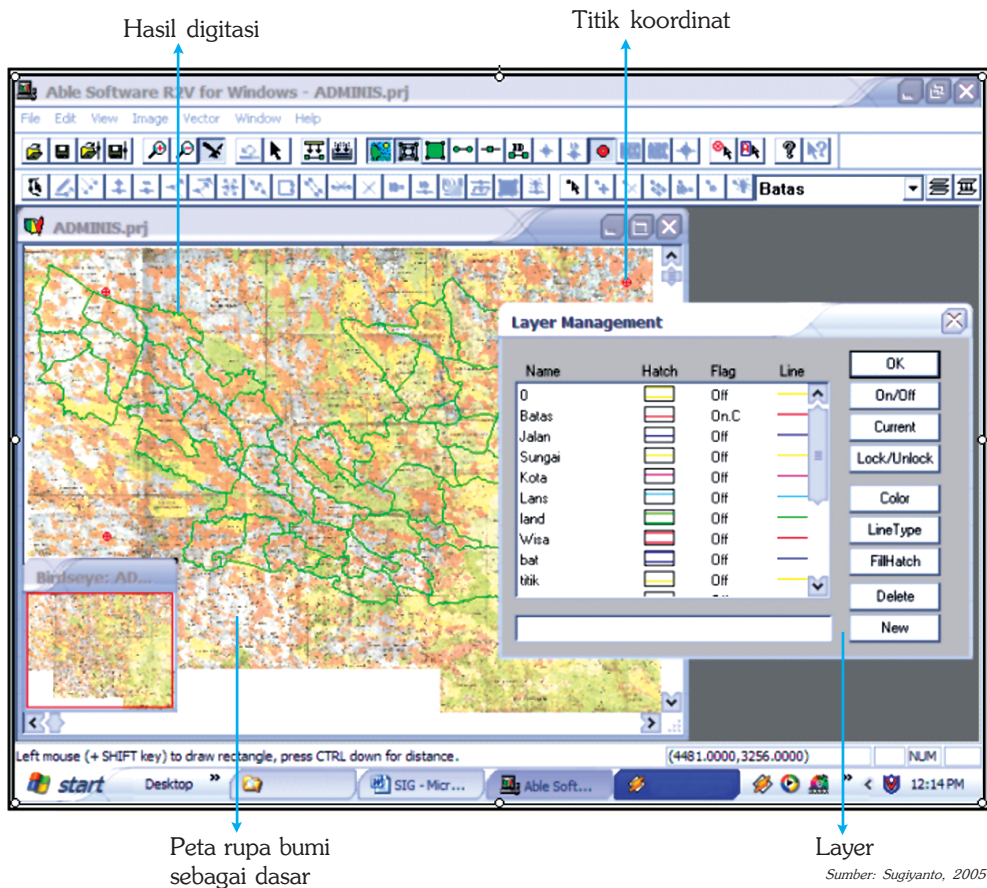 Hasil digitasi
Titik koordinat
Able Software R2V for Windows - ADMINIS.prj
File Edit View Image Vector Window Help
Batas
ADMINIS.prj
Layer Management
Name Hatch Flag Line
0 Off
Batas On.C
Jalan Off
Sungai Off
Kota Off
Lans Off
land Off
Wisa Off
bat Off
titik Off
OK
On/Off
Current
Lock/Unlock
Color
LineType
FillHatch
Delete
New
Birdseye: AD...
Left mouse (+ SHIFT key) to draw rectangle, press CTRL down for distance.
(4481.0000,3256.0000)
NUM
start Desktop » SIG - Micr... Able Soft... » < 12:14 PM
Peta rupa bumi
sebagai dasar
Layer
Sumber: Sugiyanto, 2005